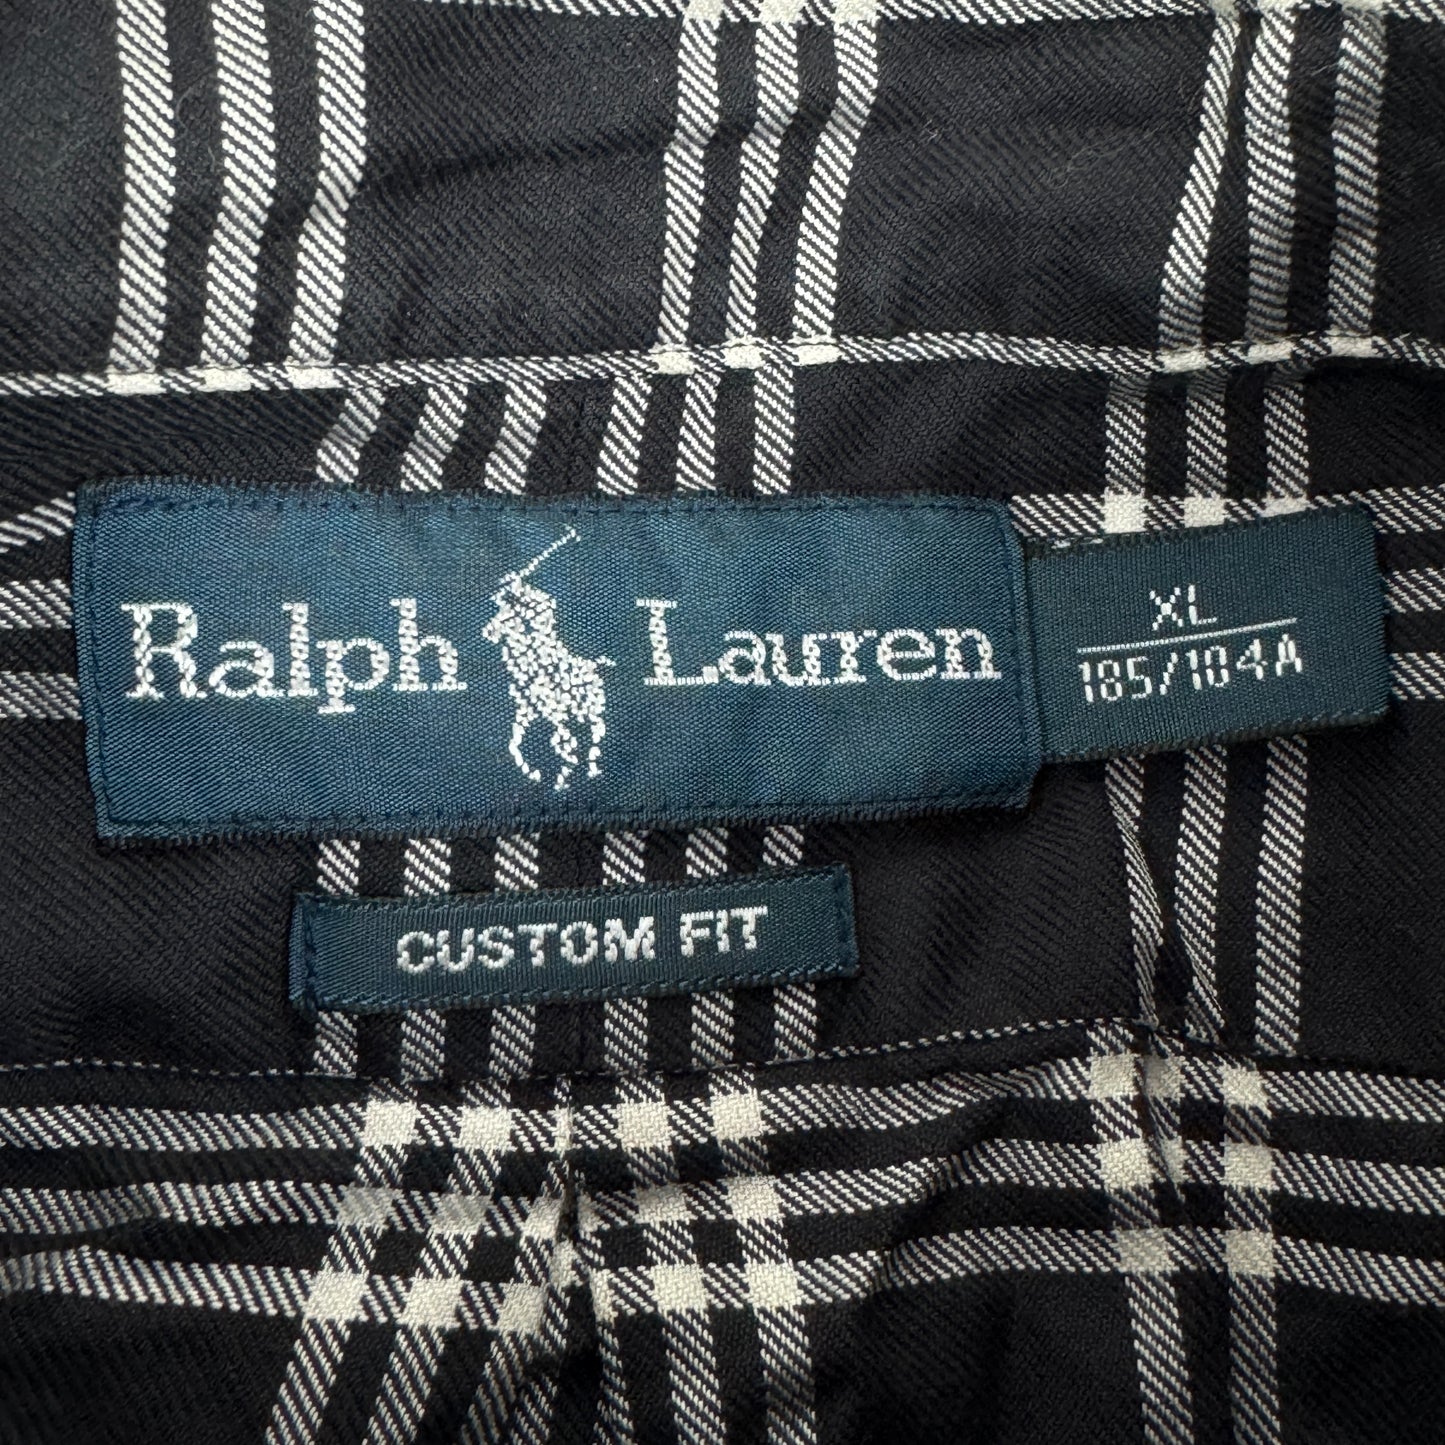 Ralph Lauren
XL
185/104A
CUSTOM FIT